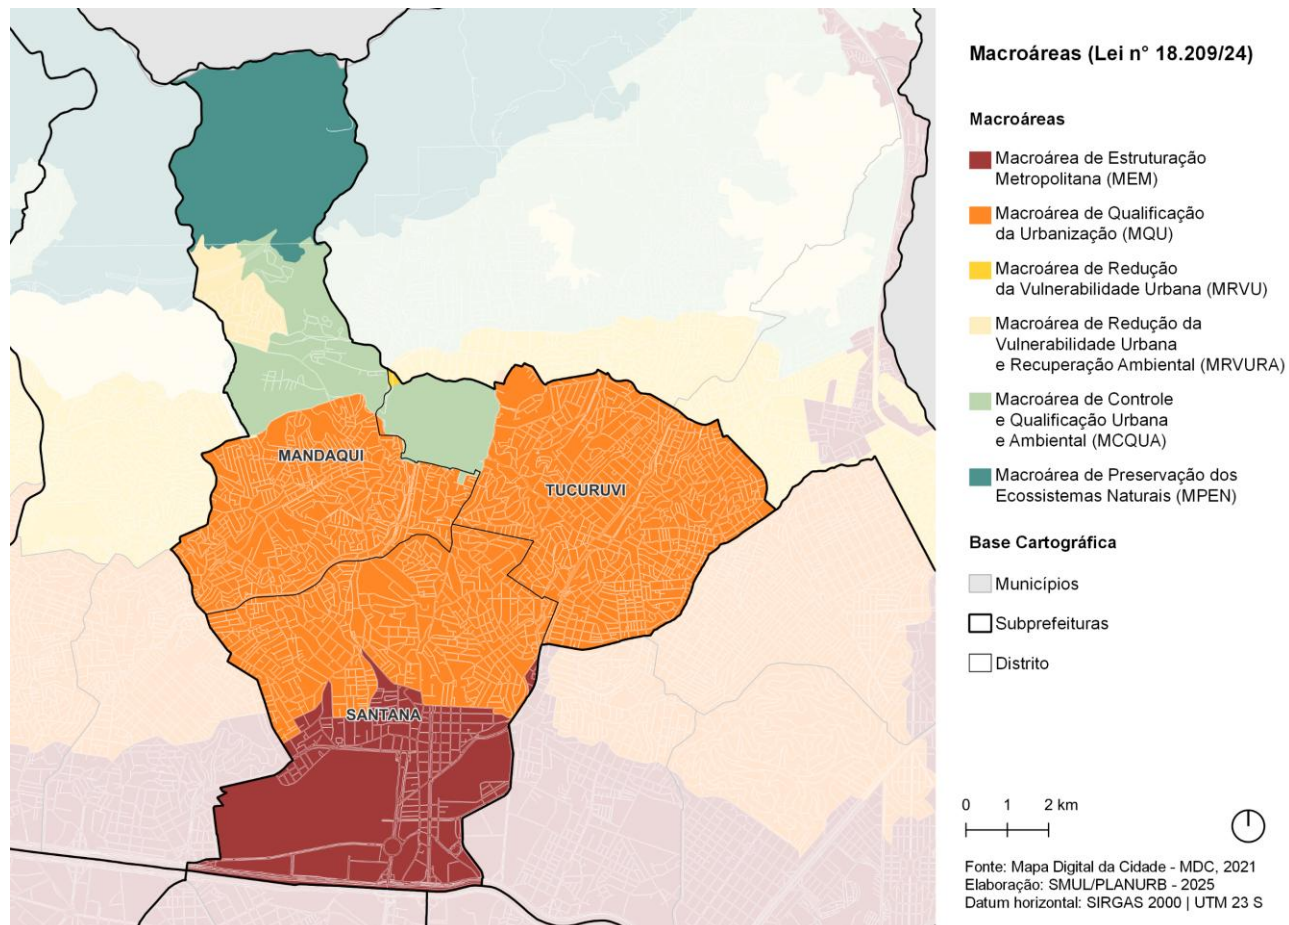 MANDAQUI
TUCURUVI
SANTANA
Macroáreas (Lei n° 18.209/24)
Macroáreas
Macroárea de Estruturação
Metropolitana (MEM)
Macroárea de Qualificação
da Urbanização (MQU)
Macroárea de Redução
da Vulnerabilidade Urbana (MRVU)
Macroárea de Redução da
Vulnerabilidade Urbana
e Recuperação Ambiental (MRVURA)
Macroárea de Controle
e Qualificação Urbana
e Ambiental (MCQUA)
Macroárea de Preservação dos
Ecossistemas Naturais (MPEN)
Base Cartográfica
Municípios
Subprefeituras
Distrito
0 1 2 km
Fonte: Mapa Digital da Cidade - MDC, 2021
Elaboração: SMUL/PLANURB - 2025
Datum horizontal: SIRGAS 2000 | UTM 23 S